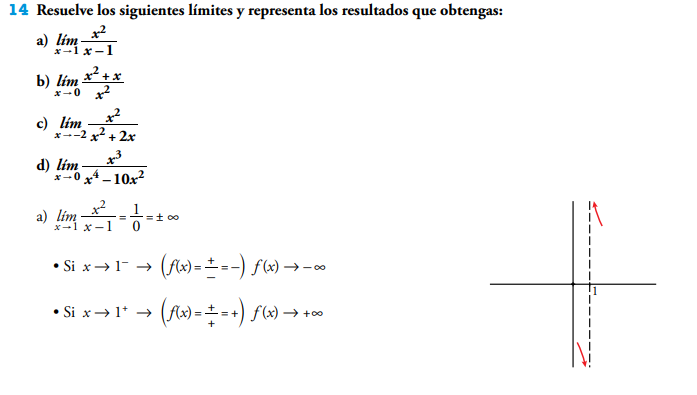 14 Resuelve los siguientes límites y representa los resultados que obtengas:
a) lím x→1 x²/(x – 1)
b) lím x→0 (x² + x)/x²
c) lím x→–2 x²/(x² + 2x)
d) lím x→0 x³/(x⁴ – 10x²)
a) lím x→1 x²/(x – 1) = 1/0 = ± ∞
• Si x → 1⁻ → (f(x) = +/– = –) f(x) → –∞
• Si x → 1⁺ → (f(x) = +/+ = +) f(x) → +∞
1